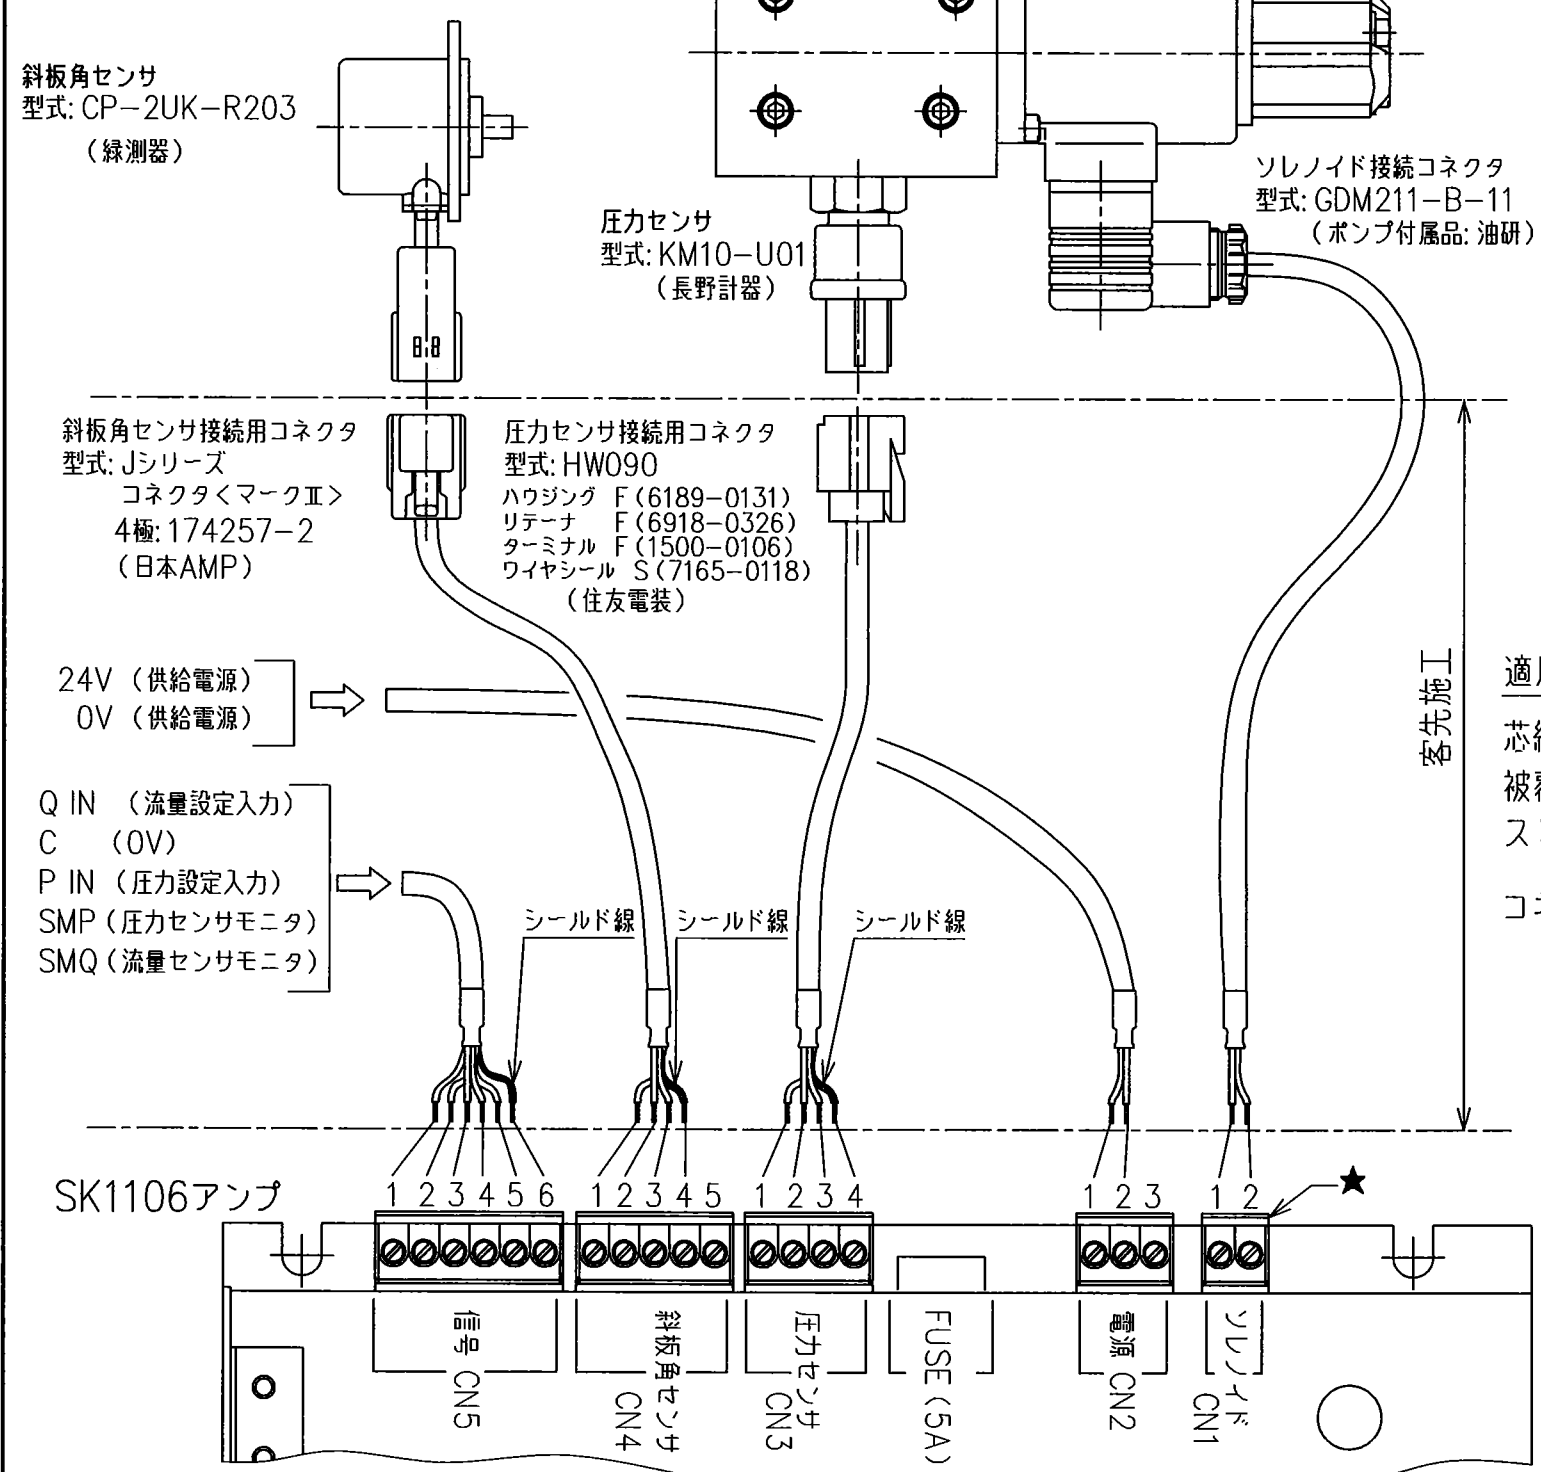 斜板角センサ
型式: CP-2UK-R203
(緑測器)
圧力センサ
型式: KM10-U01
(長野計器)
ソレノイド接続コネクタ
型式: GDM211-B-11
(ポンプ付属品: 油研)
斜板角センサ接続用コネクタ
型式: Jシリーズ
コネクタ<マークⅡ>
4極: 174257-2
(日本AMP)
圧力センサ接続用コネクタ
型式: HW090
ハウジング F(6189-0131)
リテーナ F(6918-0326)
ターミナル F(1500-0106)
ワイヤシール S(7165-0118)
(住友電装)
24V (供給電源)
0V (供給電源)
Q IN (流量設定入力)
C (0V)
P IN (圧力設定入力)
SMP (圧力センサモニタ)
SMQ (流量センサモニタ)
シールド線 シールド線 シールド線
客先施工
適
芯
被
ス
コ
SK1106アンプ
1 2 3 4 5 6 1 2 3 4 5 1 2 3 4 1 2 3 1 2 ★
信号 CN5
斜板角センサ
CN4
圧力センサ
CN3
FUSE (5A)
電源 CN2
ソレノイド
CN1